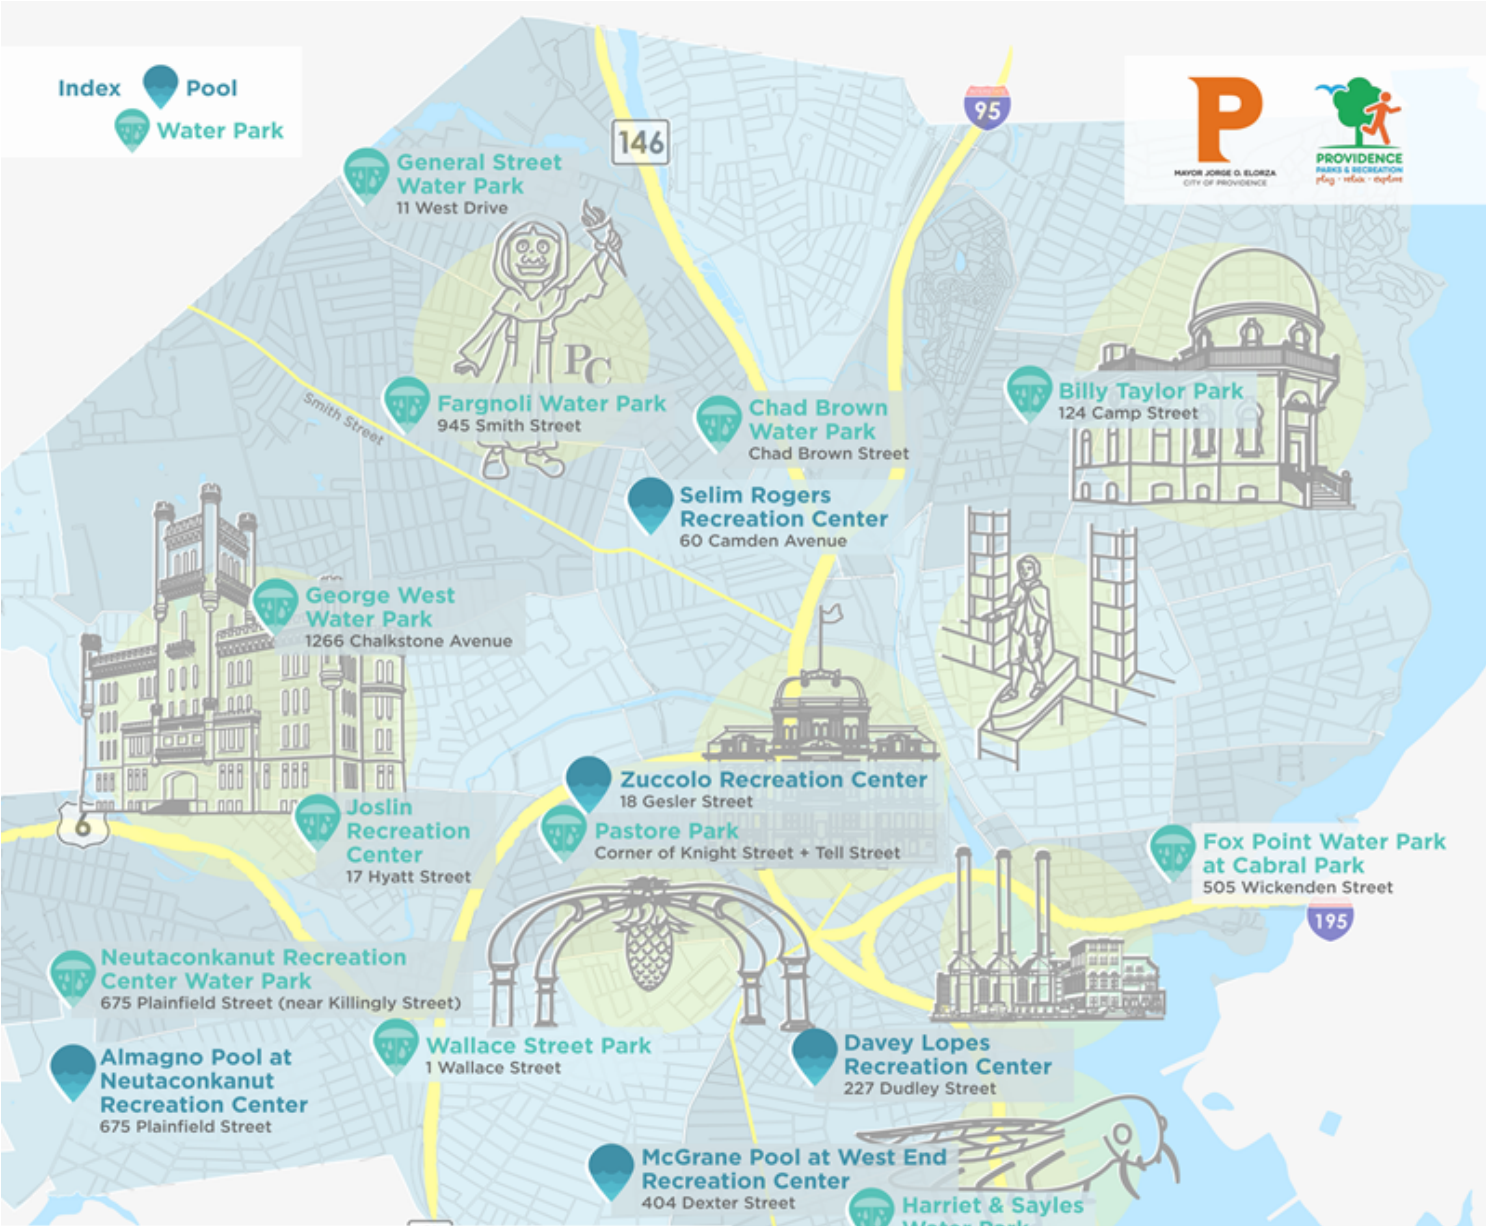 Index
Pool
Water Park
146
95
MAYOR JORGE O. ELORZA
CITY OF PROVIDENCE
PROVIDENCE
PARKS & RECREATION
play • relax • explore
General Street
Water Park
11 West Drive
PC
Smith Street
Fargnoli Water Park
945 Smith Street
Chad Brown
Water Park
Chad Brown Street
Billy Taylor Park
124 Camp Street
Selim Rogers
Recreation Center
60 Camden Avenue
George West
Water Park
1266 Chalkstone Avenue
Zuccolo Recreation Center
18 Gesler Street
6
Joslin
Recreation
Center
17 Hyatt Street
Pastore Park
Corner of Knight Street + Tell Street
Fox Point Water Park
at Cabral Park
505 Wickenden Street
195
Neutaconkanut Recreation
Center Water Park
675 Plainfield Street (near Killingly Street)
Wallace Street Park
1 Wallace Street
Davey Lopes
Recreation Center
227 Dudley Street
Almagno Pool at
Neutaconkanut
Recreation Center
675 Plainfield Street
McGrane Pool at West End
Recreation Center
404 Dexter Street
Harriet & Sayles
Water Park